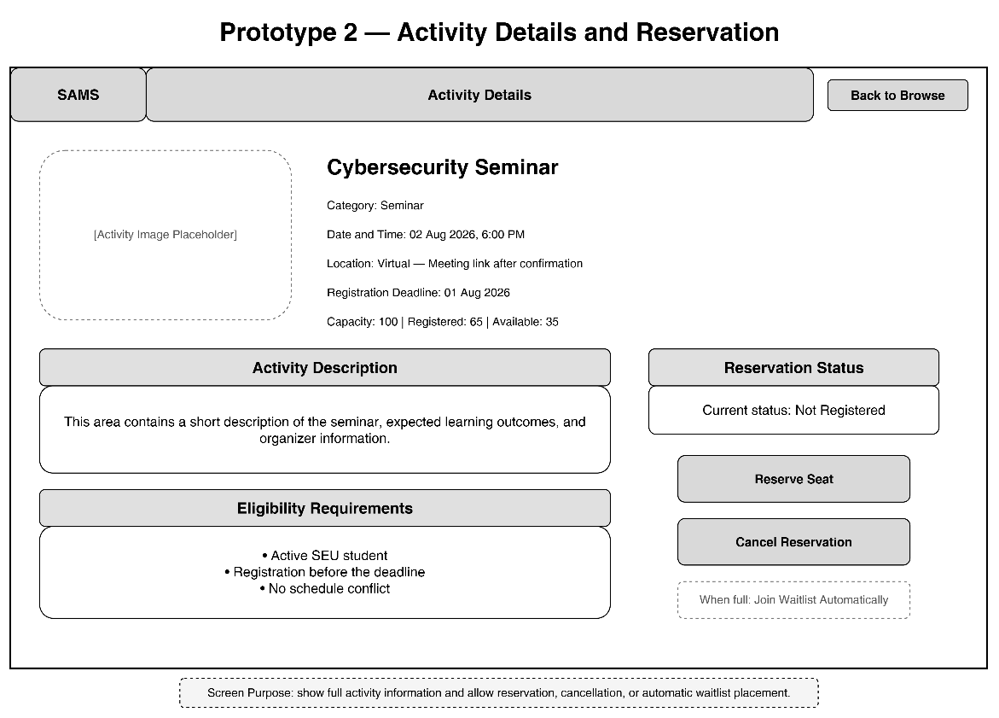 Prototype 2 — Activity Details and Reservation
SAMS
Activity Details
Back to Browse
[Activity Image Placeholder]
Cybersecurity Seminar
Category: Seminar
Date and Time: 02 Aug 2026, 6:00 PM
Location: Virtual — Meeting link after confirmation
Registration Deadline: 01 Aug 2026
Capacity: 100 | Registered: 65 | Available: 35
Activity Description
This area contains a short description of the seminar, expected learning outcomes, and
organizer information.
Eligibility Requirements
• Active SEU student
• Registration before the deadline
• No schedule conflict
Reservation Status
Current status: Not Registered
Reserve Seat
Cancel Reservation
When full: Join Waitlist Automatically
Screen Purpose: show full activity information and allow reservation, cancellation, or automatic waitlist placement.